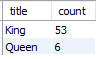 title count
King 53
Queen 6